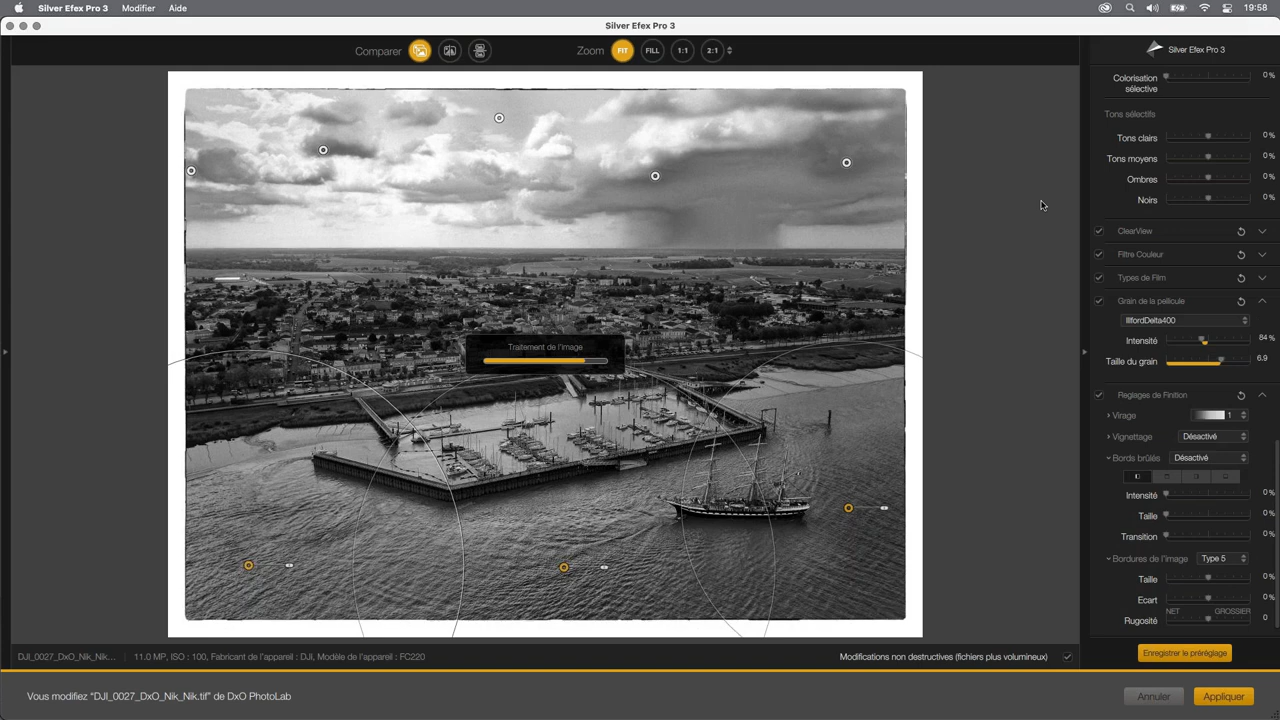 Silver Efex Pro 3 Modifier Aide 19:58
Silver Efex Pro 3
Comparer Zoom FIT FILL 1:1 2:1
Silver Efex Pro 3
Colorisation 0 %
sélective
Tons sélectifs
Tons clairs 0 %
Tons moyens 0 %
Ombres 0 %
Noirs 0 %
ClearView
Filtre Couleur
Types de Film
Grain de la pellicule
IllfordDelta400
Intensité 84 %
Taille du grain 6.9
Traitement de l'image
Reglages de Finition
Virage 1
Vignettage Désactivé
Bords brûlés Désactivé
Intensité 0 %
Taille 0 %
Transition 0 %
Bordures de l'image Type 5
Taille 0 %
Ecart 0 %
NET GROSSIER
Rugosité 0
DJI_0027_DxO_Nik_Nik... 11.0 MP, ISO : 100, Fabricant de l'appareil : DJI, Modèle de l'appareil : FC220 Modifications non destructives (fichiers plus volumineux)
Enregistrer le préréglage
Vous modifiez “DJI_0027_DxO_Nik_Nik.tif” de DxO PhotoLab Annuler Appliquer